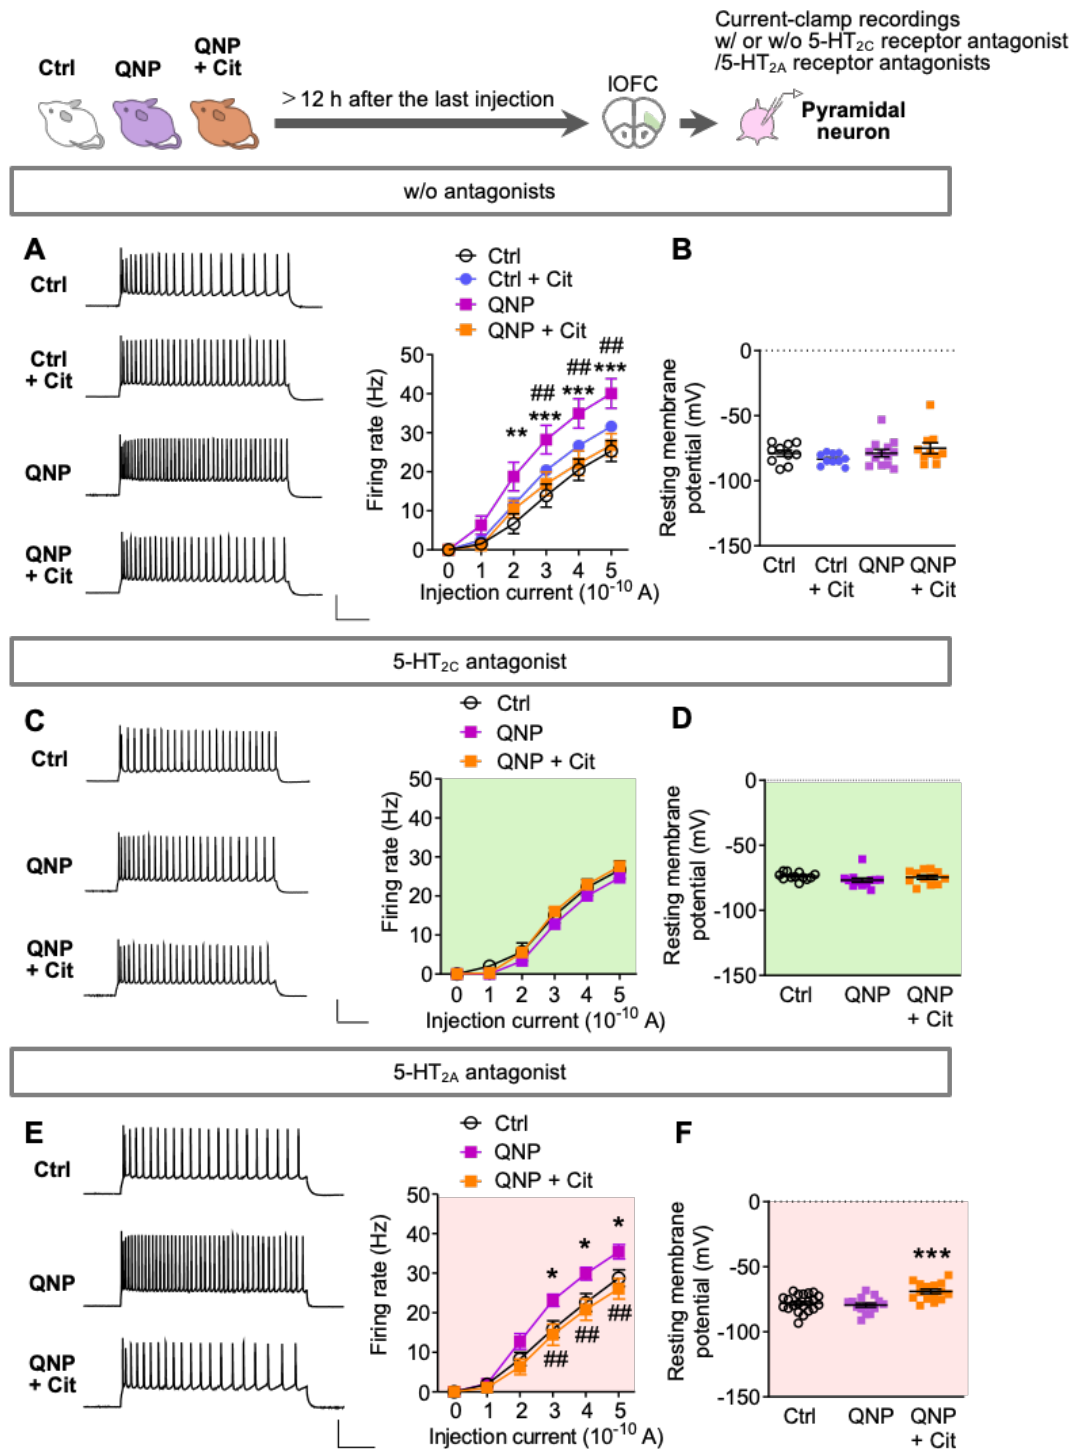 Ctrl
QNP
QNP
+ Cit
> 12 h after the last injection
lOFC
Current-clamp recordings
w/ or w/o 5-HT2C receptor antagonist
/5-HT2A receptor antagonists
Pyramidal
neuron
w/o antagonists
A
Ctrl
Ctrl
+ Cit
QNP
QNP
+ Cit
Ctrl
Ctrl + Cit
QNP
QNP + Cit
Firing rate (Hz)
50
40
30
20
10
0
** 
##
***
##
***
##
***
0 1 2 3 4 5
Injection current (10-10 A)
B
Resting membrane
potential (mV)
0
-50
-100
-150
Ctrl
Ctrl
+ Cit
QNP
QNP
+ Cit
5-HT2C antagonist
C
Ctrl
QNP
QNP
+ Cit
Ctrl
QNP
QNP + Cit
Firing rate (Hz)
50
40
30
20
10
0
0 1 2 3 4 5
Injection current (10-10 A)
D
Resting membrane
potential (mV)
0
-50
-100
-150
Ctrl
QNP
QNP
+ Cit
5-HT2A antagonist
E
Ctrl
QNP
QNP
+ Cit
Ctrl
QNP
QNP + Cit
Firing rate (Hz)
50
40
30
20
10
0
*
*
*
##
##
##
0 1 2 3 4 5
Injection current (10-10 A)
F
Resting membrane
potential (mV)
0
-50
-100
-150
***
Ctrl
QNP
QNP
+ Cit